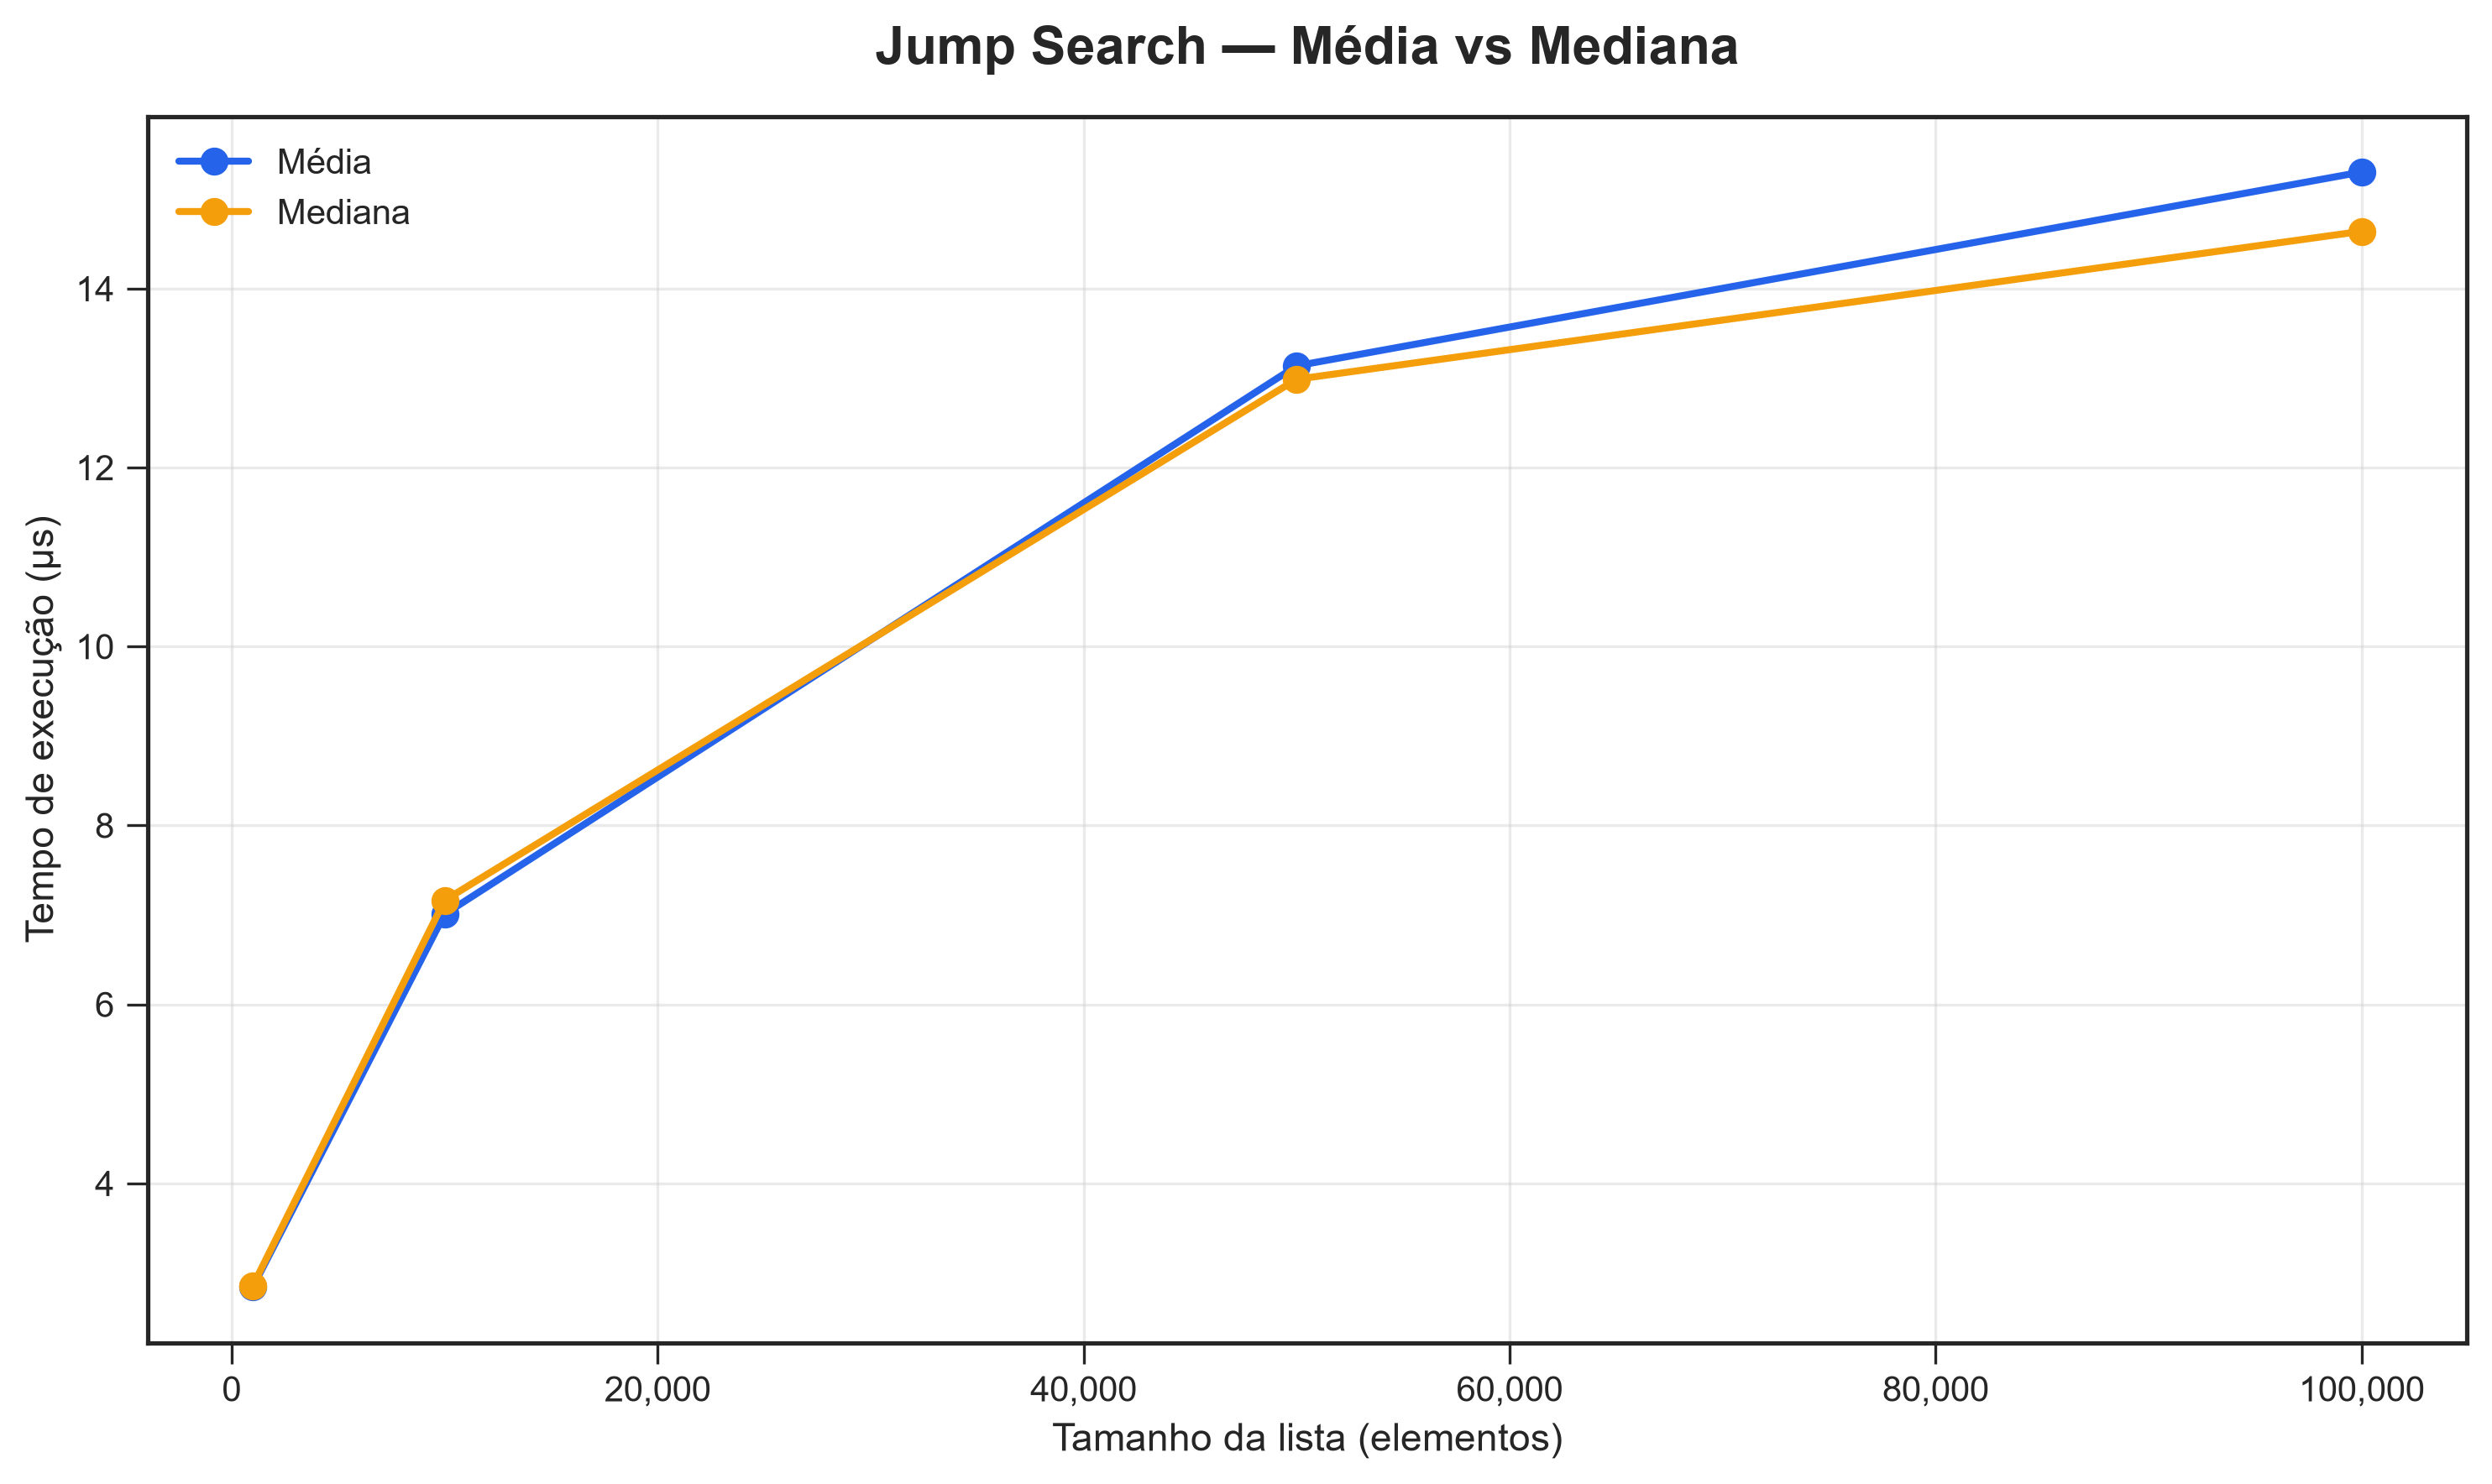 Jump Search — Média vs Mediana
Média
Mediana
14
12
10
8
6
4
Tempo de execução (µs)
0 20,000 40,000 60,000 80,000 100,000
Tamanho da lista (elementos)